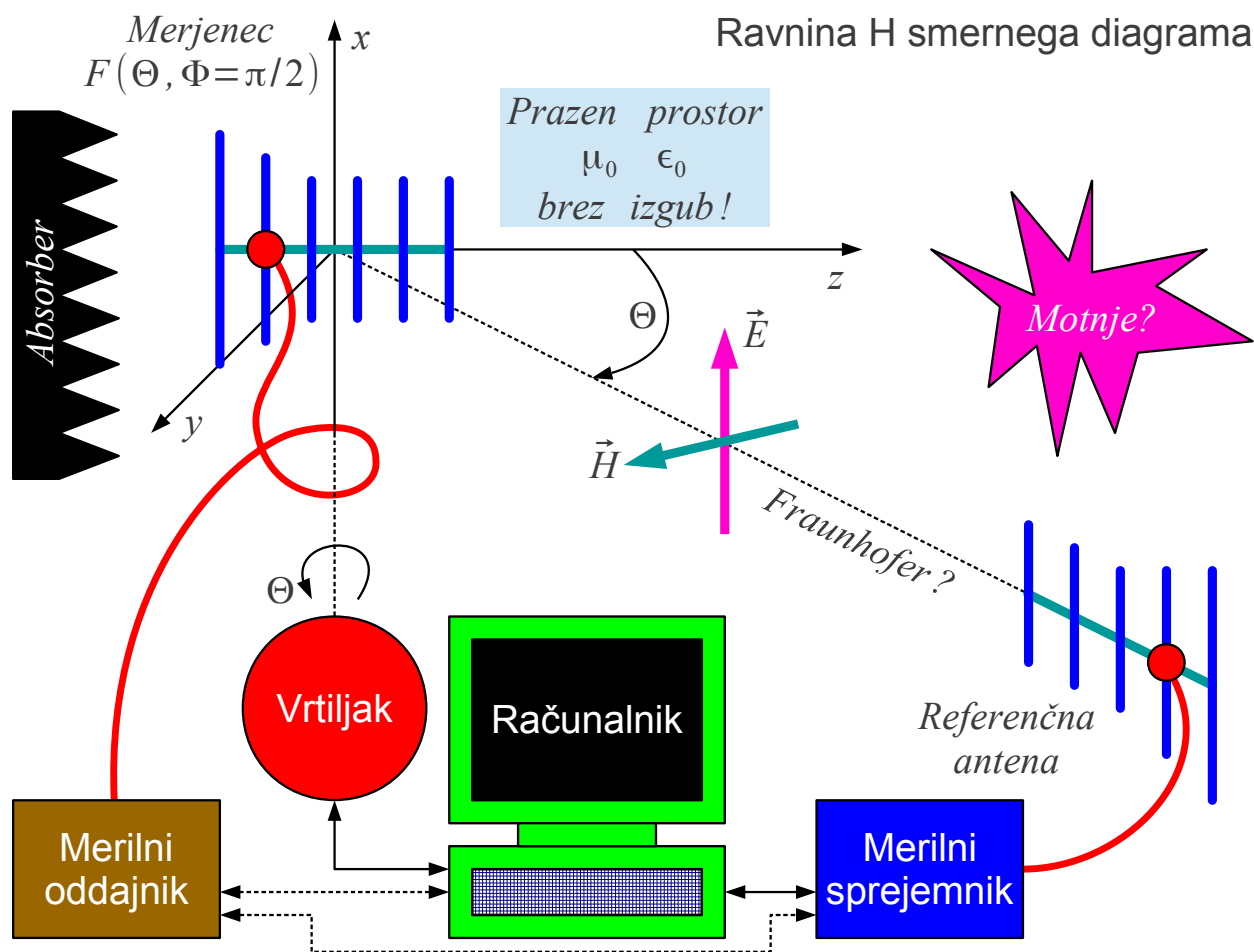 Ravnina H smernega diagrama
Merjenec
F(Θ, Φ=π/2)
x
Prazen prostor
μ₀ ϵ₀
brez izgub!
Absorber
z
y
Θ
E⃗
H⃗
Motnje?
Fraunhofer?
Θ
Vrtiljak
Računalnik
Referenčna
antena
Merilni
oddajnik
Merilni
sprejemnik